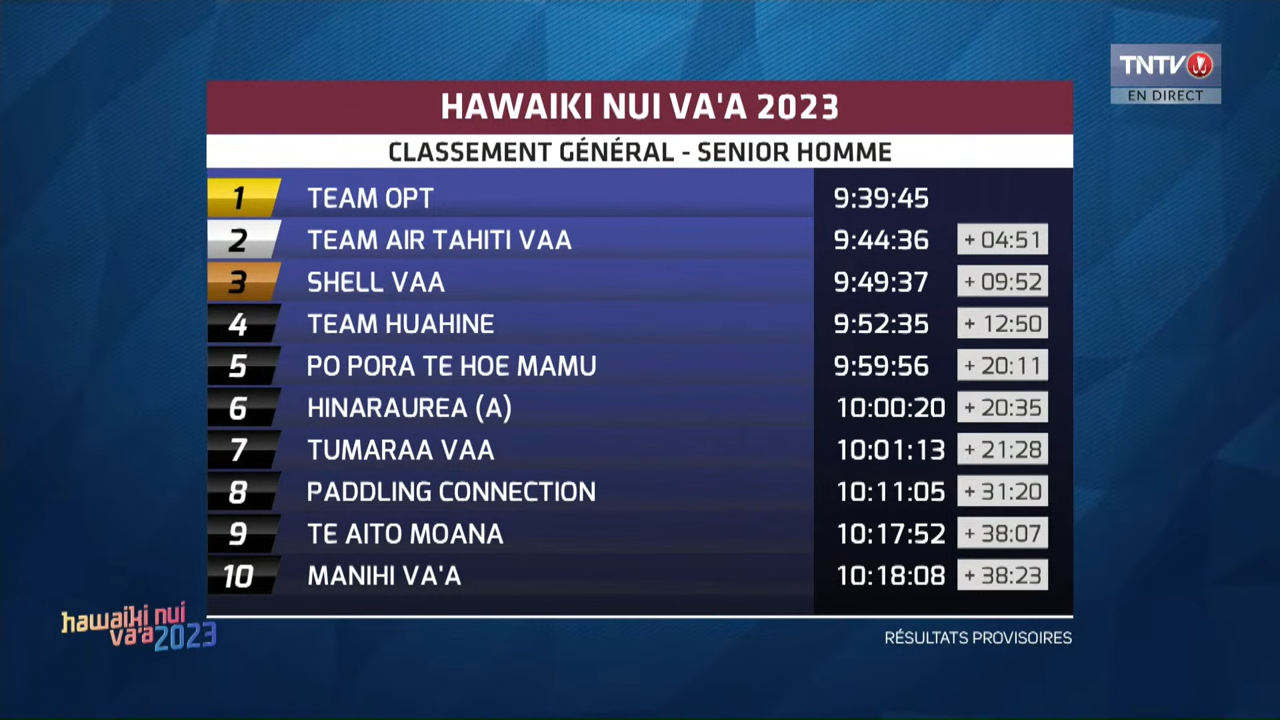 TNTV
EN DIRECT
HAWAIKI NUI VA'A 2023
CLASSEMENT GÉNÉRAL - SENIOR HOMME
1 TEAM OPT 9:39:45
2 TEAM AIR TAHITI VAA 9:44:36 + 04:51
3 SHELL VAA 9:49:37 + 09:52
4 TEAM HUAHINE 9:52:35 + 12:50
5 PO PORA TE HOE MAMU 9:59:56 + 20:11
6 HINARAUREA (A) 10:00:20 + 20:35
7 TUMARAA VAA 10:01:13 + 21:28
8 PADDLING CONNECTION 10:11:05 + 31:20
9 TE AITO MOANA 10:17:52 + 38:07
10 MANIHI VA'A 10:18:08 + 38:23
hawaiki nui
va'a 2023
RÉSULTATS PROVISOIRES